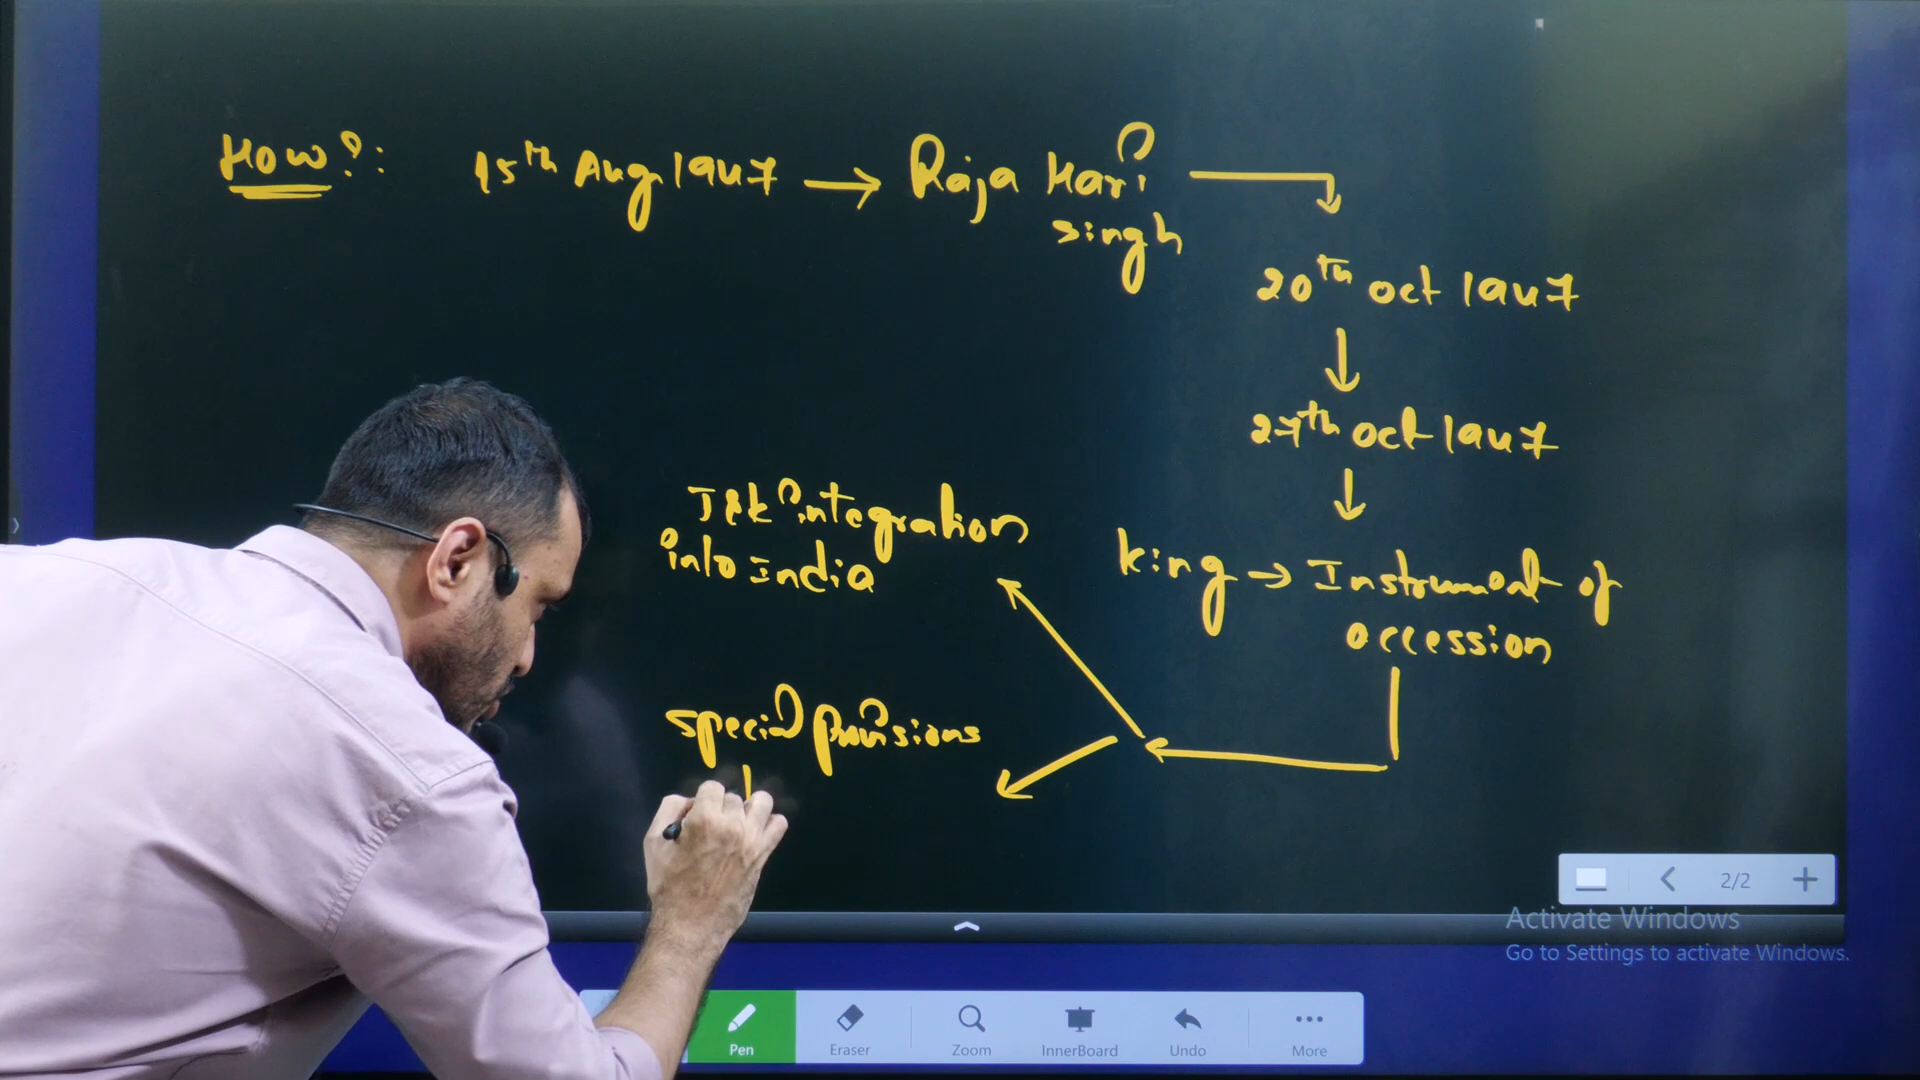 How?: 15th Aug 1947 → Raja Hari
singh
20th oct 1947
27th oct 1947
J&k integration
into India
king → Instrument of
accession
special provisions
2/2
Activate Windows
Go to Settings to activate Windows.
Pen Eraser Zoom InnerBoard Undo More